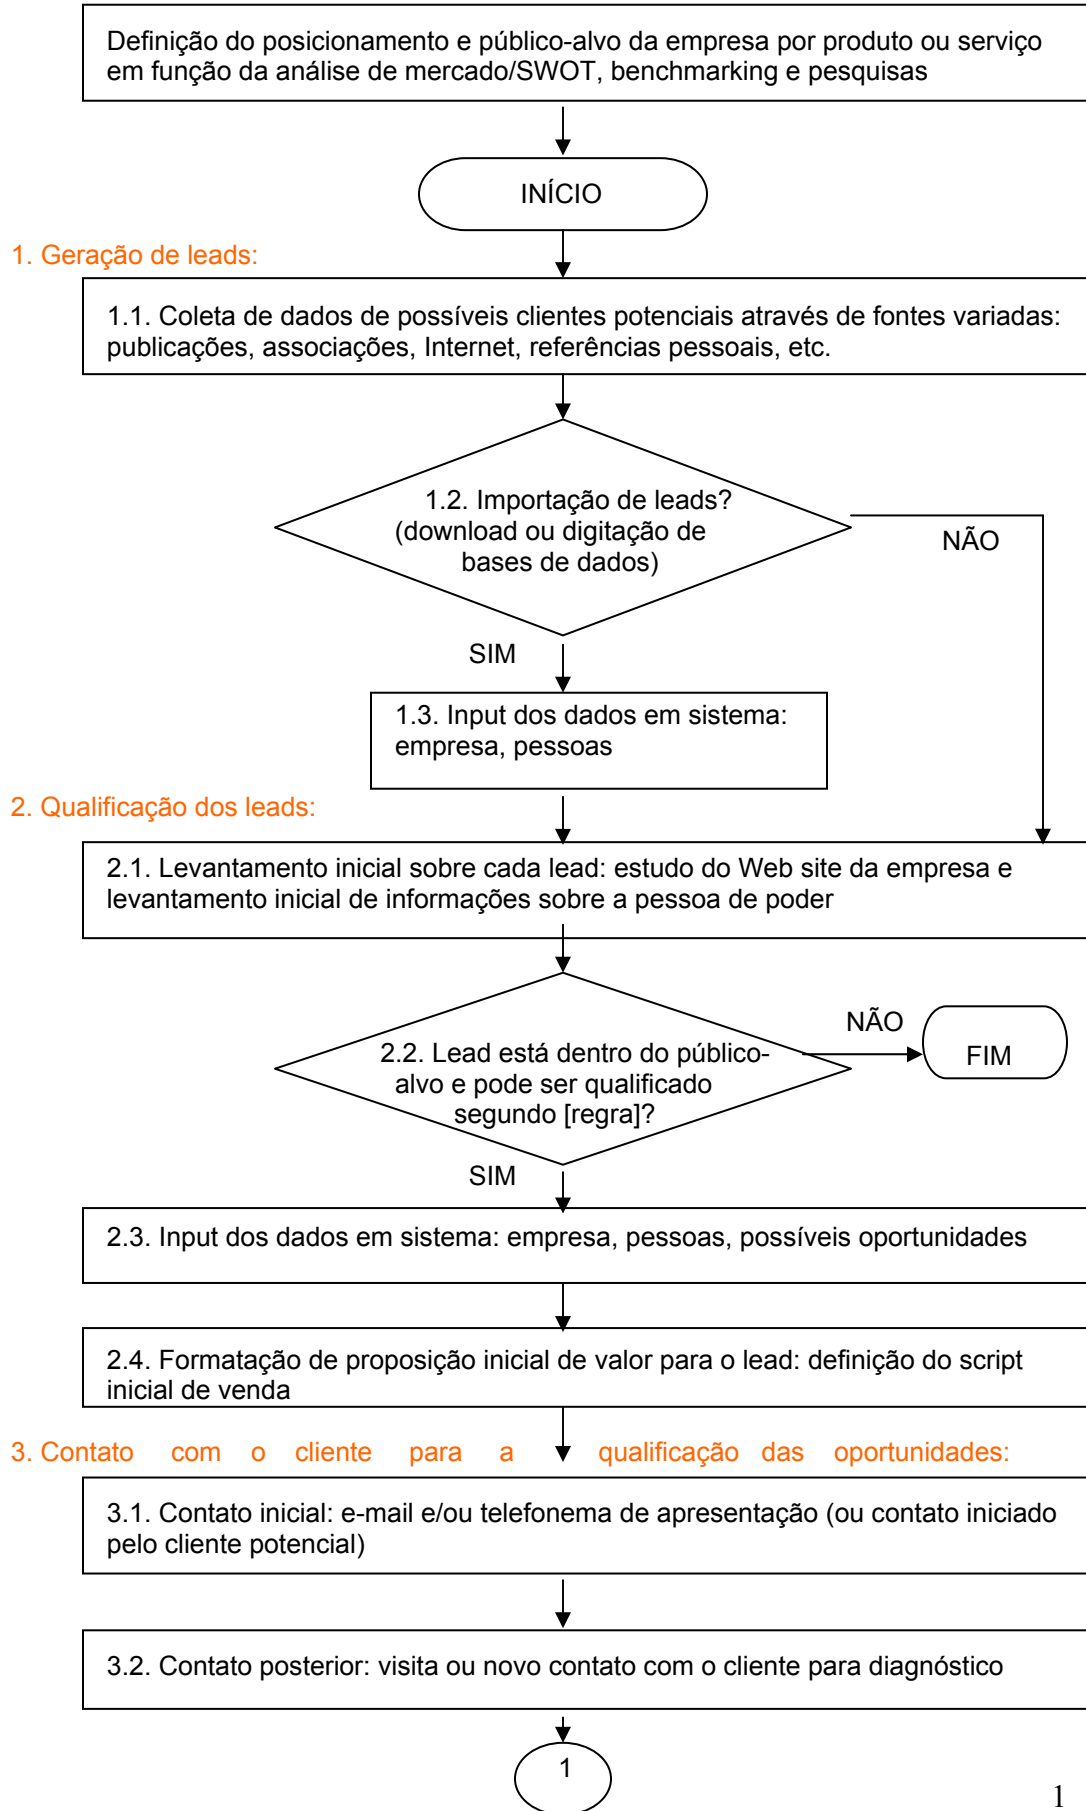 Definição do posicionamento e público-alvo da empresa por produto ou serviço
em função da análise de mercado/SWOT, benchmarking e pesquisas
INÍCIO
1. Geração de leads:
1.1. Coleta de dados de possíveis clientes potenciais através de fontes variadas:
publicações, associações, Internet, referências pessoais, etc.
1.2. Importação de leads?
(download ou digitação de
bases de dados)
NÃO
SIM
1.3. Input dos dados em sistema:
empresa, pessoas
2. Qualificação dos leads:
2.1. Levantamento inicial sobre cada lead: estudo do Web site da empresa e
levantamento inicial de informações sobre a pessoa de poder
NÃO
2.2. Lead está dentro do público-
alvo e pode ser qualificado
segundo [regra]?
FIM
SIM
2.3. Input dos dados em sistema: empresa, pessoas, possíveis oportunidades
2.4. Formatação de proposição inicial de valor para o lead: definição do script
inicial de venda
3. Contato com o cliente para a qualificação das oportunidades:
3.1. Contato inicial: e-mail e/ou telefonema de apresentação (ou contato iniciado
pelo cliente potencial)
3.2. Contato posterior: visita ou novo contato com o cliente para diagnóstico
1
1